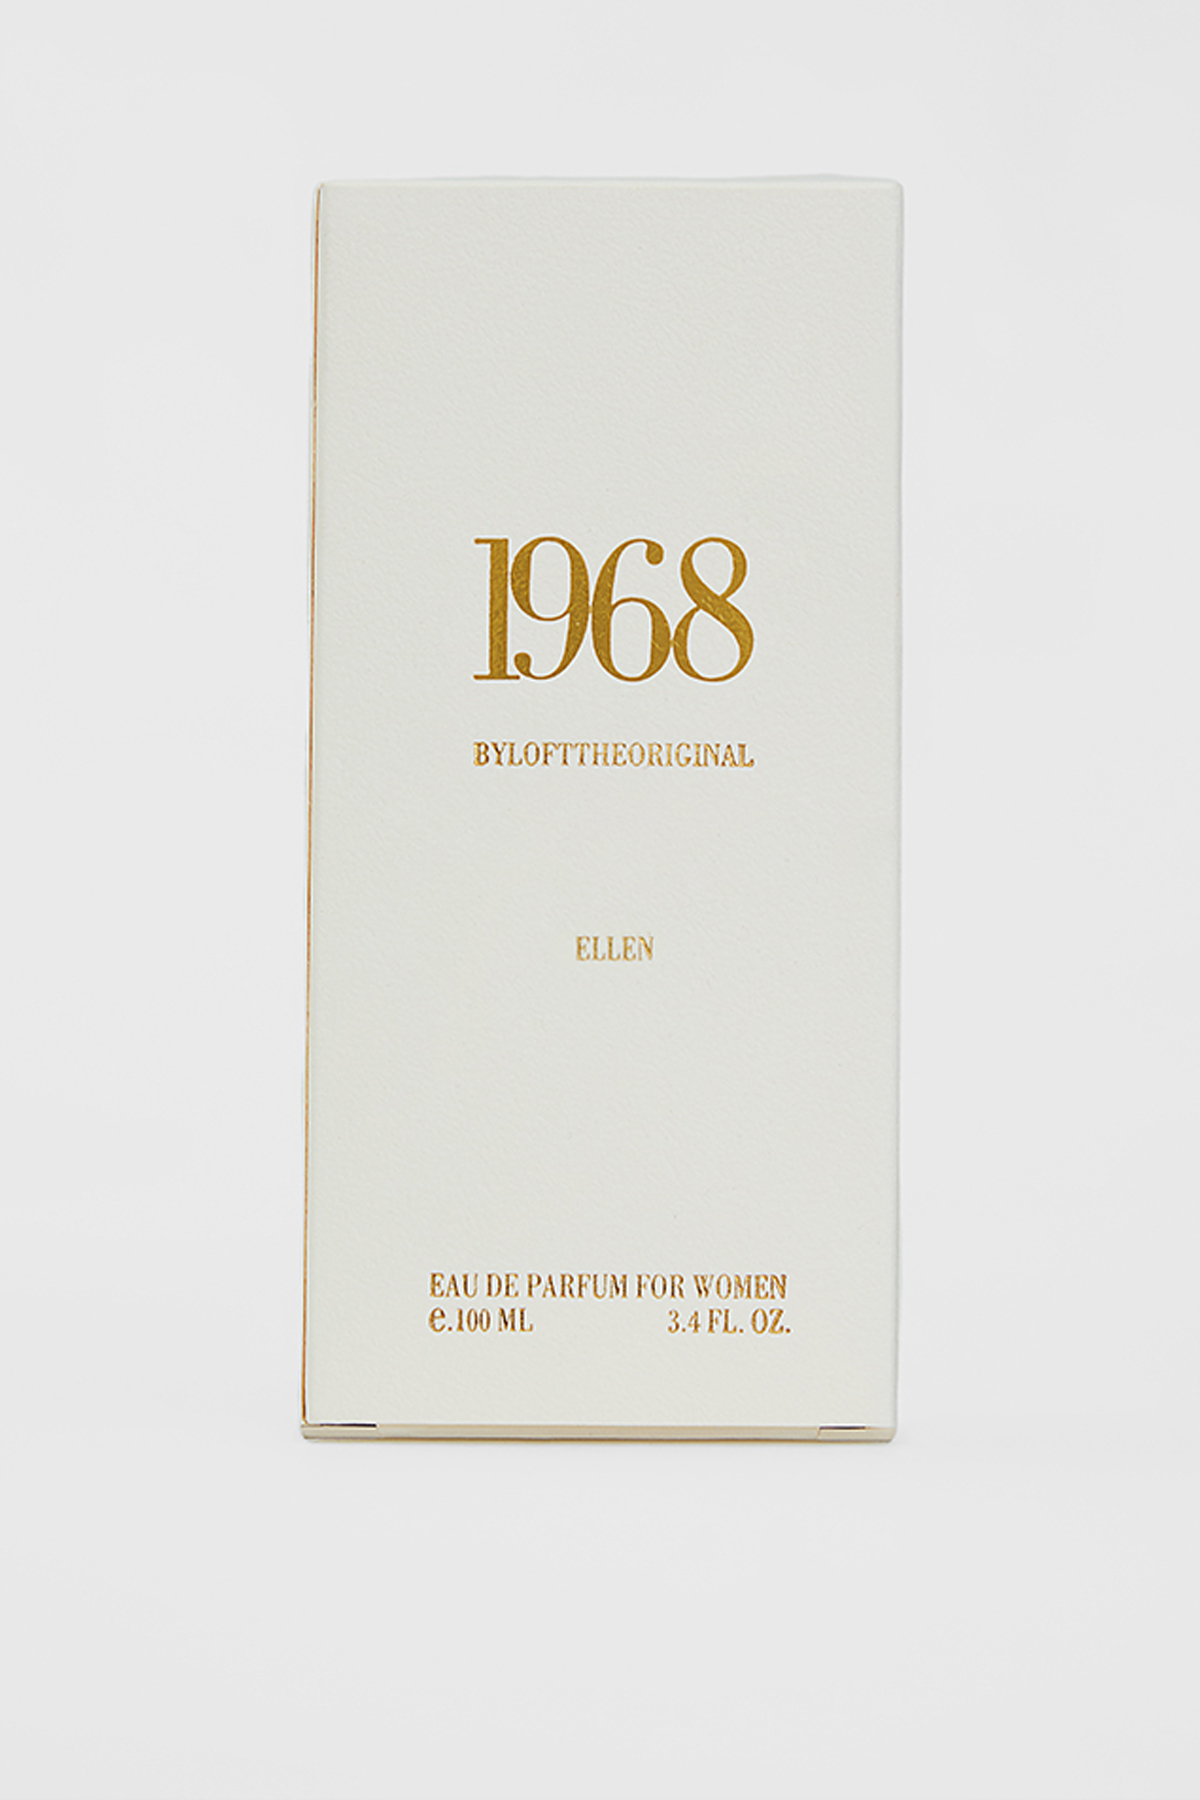 1968
BYLOFTTHEORIGINAL
ELLEN
EAU DE PARFUM FOR WOMEN
e.100 ML 3.4 FL. OZ.